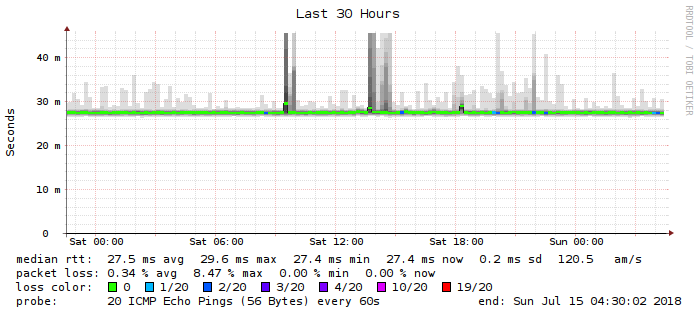 Last 30 Hours
RRDTOOL / TOBI OETIKER
Seconds
40 m
30 m
20 m
10 m
0
Sat 00:00 Sat 06:00 Sat 12:00 Sat 18:00 Sun 00:00
median rtt: 27.5 ms avg 29.6 ms max 27.4 ms min 27.4 ms now 0.2 ms sd 120.5 am/s
packet loss: 0.34 % avg 8.47 % max 0.00 % min 0.00 % now
loss color: 0 1/20 2/20 3/20 4/20 10/20 19/20
probe: 20 ICMP Echo Pings (56 Bytes) every 60s end: Sun Jul 15 04:30:02 2018